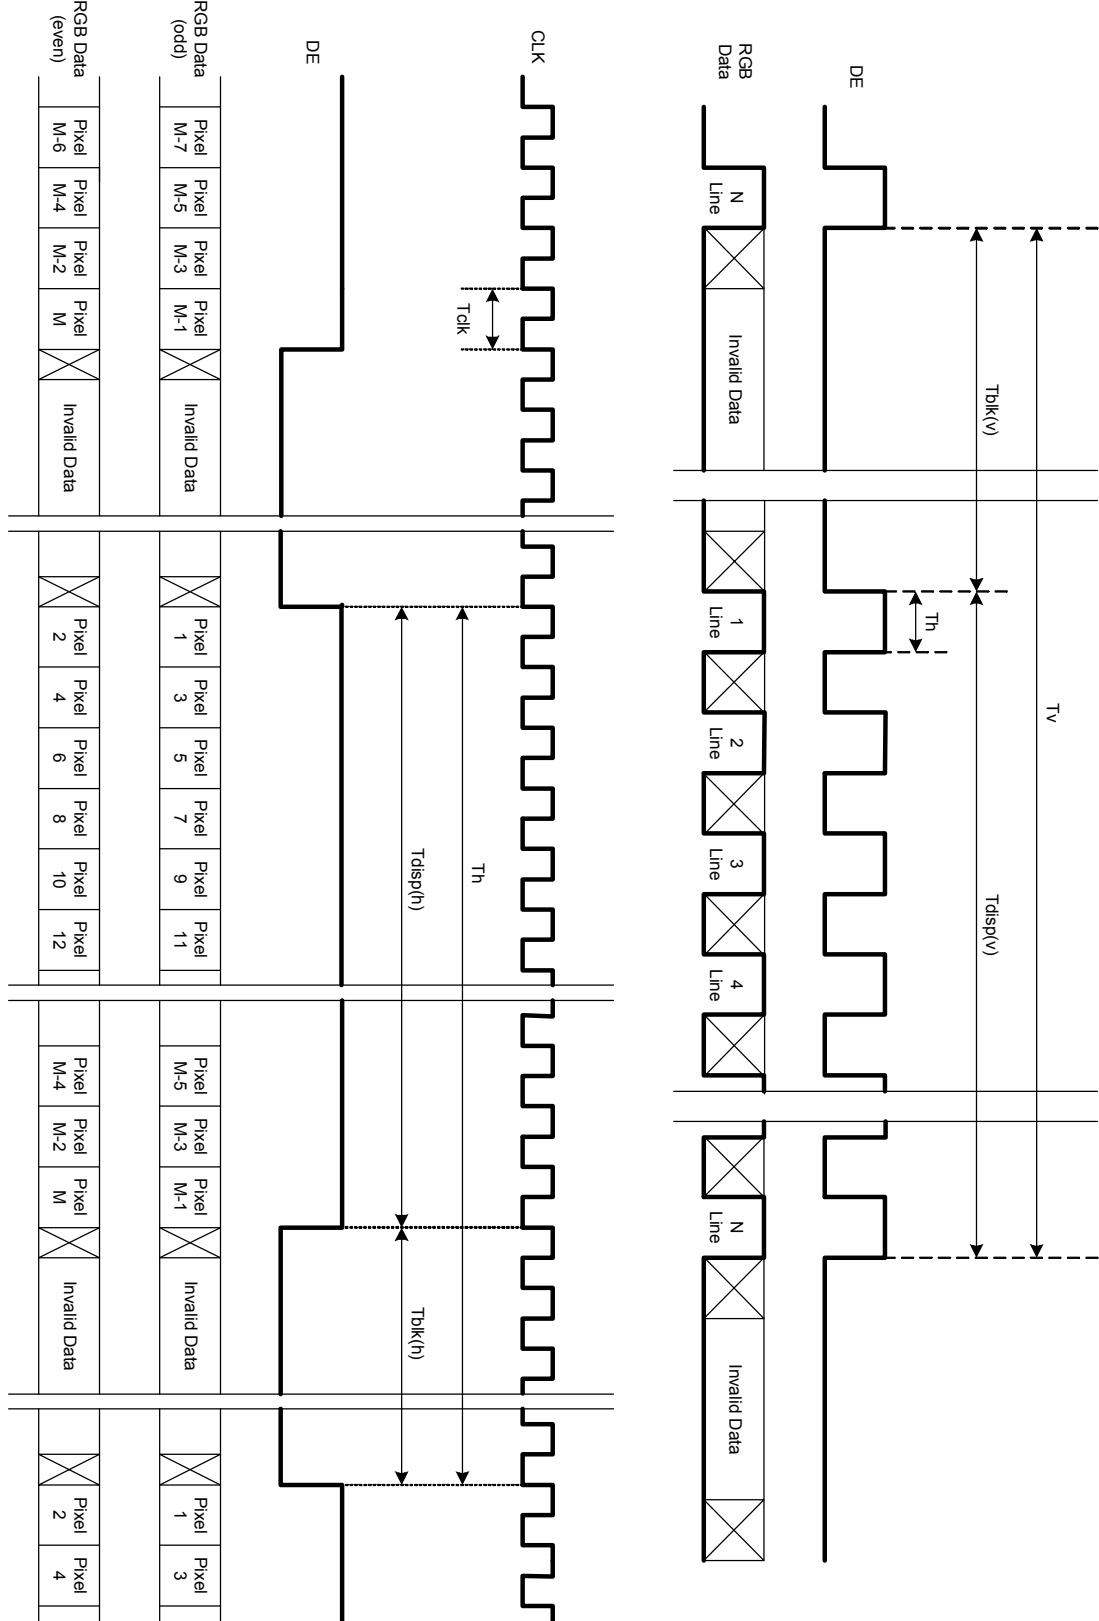 Tv
Tblk(v)
Tdisp(v)
Th
DE
RGB
Data
N
Line
Invalid Data
1
Line
2
Line
3
Line
4
Line
N
Line
Invalid Data
CLK
Tclk
Th
Tdisp(h)
Tblk(h)
DE
RGB Data
(odd)
Pixel
M-7
Pixel
M-5
Pixel
M-3
Pixel
M-1
Invalid Data
Pixel
1
Pixel
3
Pixel
5
Pixel
7
Pixel
9
Pixel
11
Pixel
M-5
Pixel
M-3
Pixel
M-1
Invalid Data
Pixel
1
Pixel
3
RGB Data
(even)
Pixel
M-6
Pixel
M-4
Pixel
M-2
Pixel
M
Invalid Data
Pixel
2
Pixel
4
Pixel
6
Pixel
8
Pixel
10
Pixel
12
Pixel
M-4
Pixel
M-2
Pixel
M
Invalid Data
Pixel
2
Pixel
4